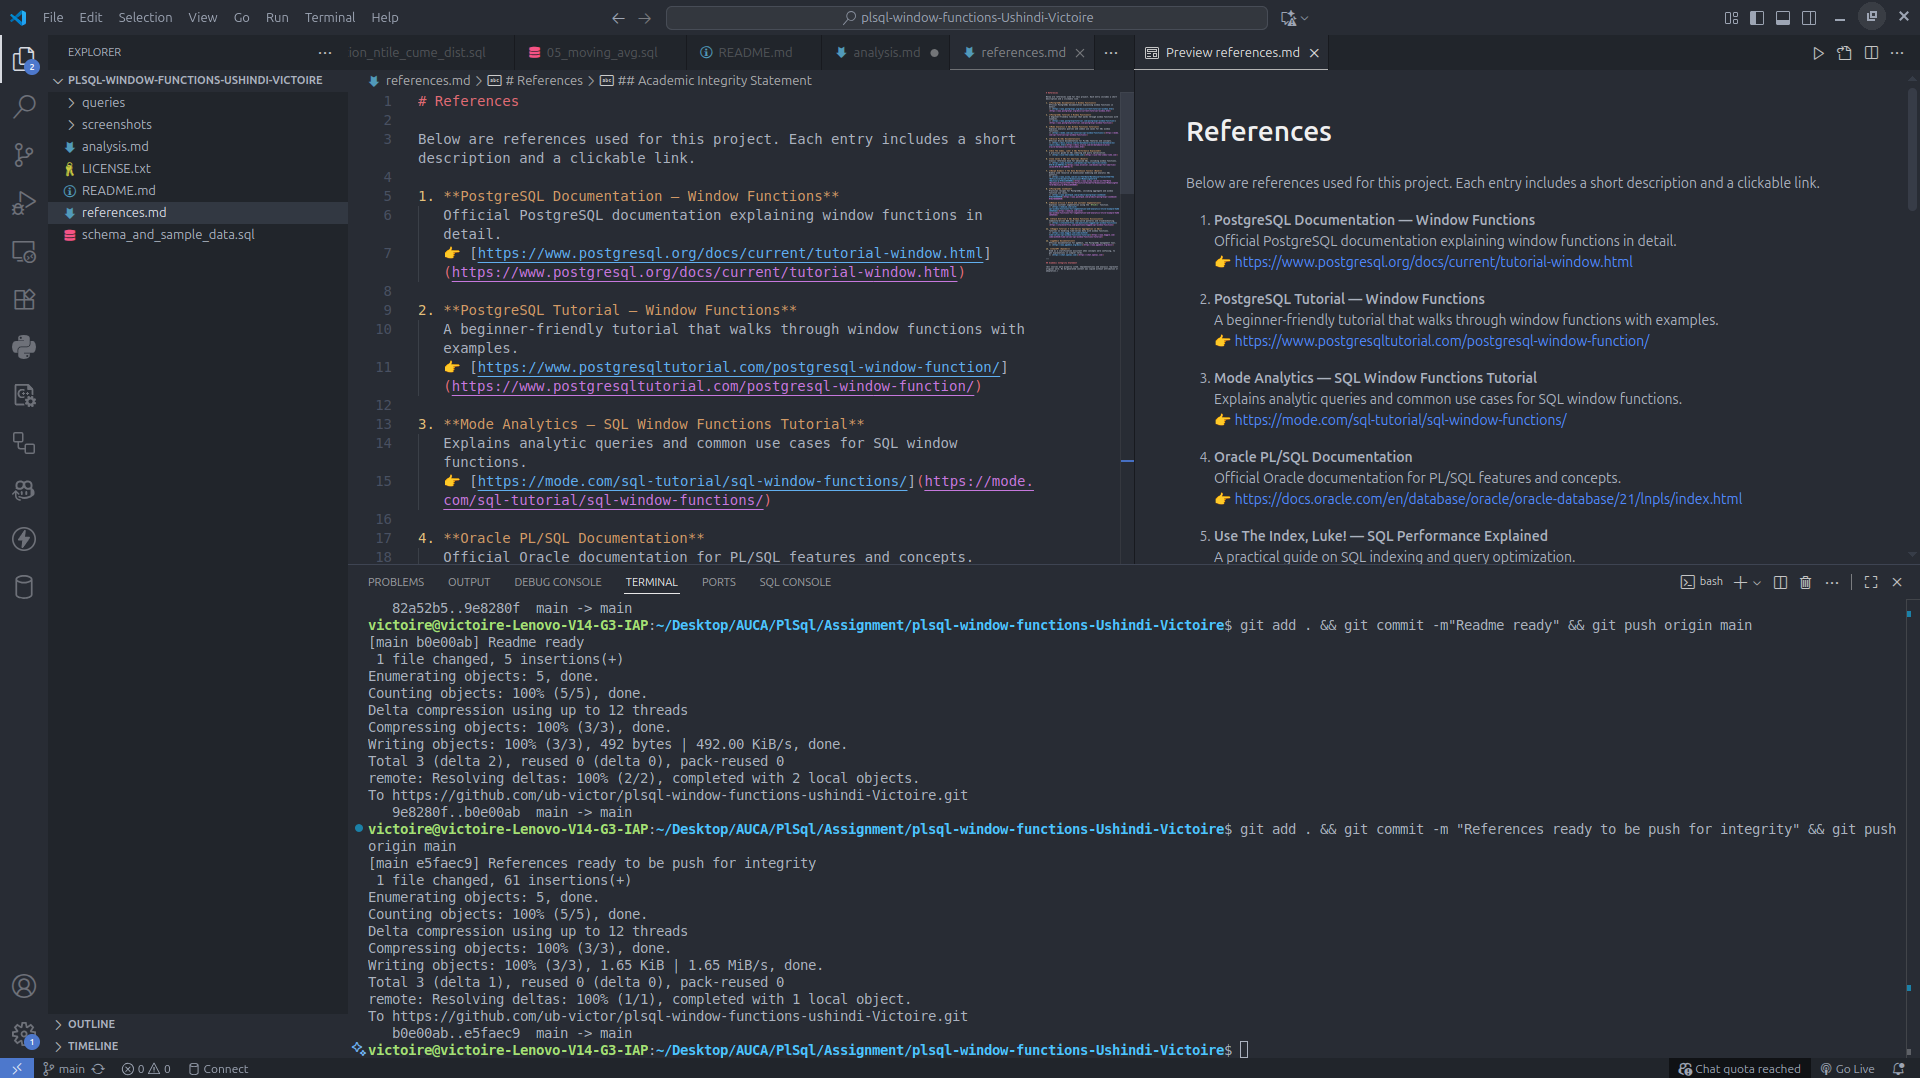 File Edit Selection View Go Run Terminal Help
plsql-window-functions-Ushindi-Victoire
EXPLORER
ion_ntile_cume_dist.sql 05_moving_avg.sql README.md analysis.md references.md Preview references.md
2
PLSQL-WINDOW-FUNCTIONS-USHINDI-VICTOIRE
queries
screenshots
analysis.md
LICENSE.txt
README.md
references.md
schema_and_sample_data.sql
OUTLINE
TIMELINE
references.md > # References > ## Academic Integrity Statement
1 # References
2
3 Below are references used for this project. Each entry includes a short
description and a clickable link.
4
5 1. **PostgreSQL Documentation — Window Functions**
6 Official PostgreSQL documentation explaining window functions in
detail.
7 👉 [https://www.postgresql.org/docs/current/tutorial-window.html]
(https://www.postgresql.org/docs/current/tutorial-window.html)
8
9 2. **PostgreSQL Tutorial — Window Functions**
10 A beginner-friendly tutorial that walks through window functions with
examples.
11 👉 [https://www.postgresqltutorial.com/postgresql-window-function/]
(https://www.postgresqltutorial.com/postgresql-window-function/)
12
13 3. **Mode Analytics — SQL Window Functions Tutorial**
14 Explains analytic queries and common use cases for SQL window
functions.
15 👉 [https://mode.com/sql-tutorial/sql-window-functions/](https://mode.
com/sql-tutorial/sql-window-functions/)
16
17 4. **Oracle PL/SQL Documentation**
18 Official Oracle documentation for PL/SQL features and concepts.
References
Below are references used for this project. Each entry includes a short description and a clickable link.
1. PostgreSQL Documentation — Window Functions
Official PostgreSQL documentation explaining window functions in detail.
👉 https://www.postgresql.org/docs/current/tutorial-window.html
2. PostgreSQL Tutorial — Window Functions
A beginner-friendly tutorial that walks through window functions with examples.
👉 https://www.postgresqltutorial.com/postgresql-window-function/
3. Mode Analytics — SQL Window Functions Tutorial
Explains analytic queries and common use cases for SQL window functions.
👉 https://mode.com/sql-tutorial/sql-window-functions/
4. Oracle PL/SQL Documentation
Official Oracle documentation for PL/SQL features and concepts.
👉 https://docs.oracle.com/en/database/oracle/oracle-database/21/lnpls/index.html
5. Use The Index, Luke! — SQL Performance Explained
A practical guide on SQL indexing and query optimization.
PROBLEMS OUTPUT DEBUG CONSOLE TERMINAL PORTS SQL CONSOLE
bash
82a52b5..9e8280f main -> main
victoire@victoire-Lenovo-V14-G3-IAP:~/Desktop/AUCA/PlSql/Assignment/plsql-window-functions-Ushindi-Victoire$ git add . && git commit -m"Readme ready" && git push origin main
[main b0e00ab] Readme ready
1 file changed, 5 insertions(+)
Enumerating objects: 5, done.
Counting objects: 100% (5/5), done.
Delta compression using up to 12 threads
Compressing objects: 100% (3/3), done.
Writing objects: 100% (3/3), 492 bytes | 492.00 KiB/s, done.
Total 3 (delta 2), reused 0 (delta 0), pack-reused 0
remote: Resolving deltas: 100% (2/2), completed with 2 local objects.
To https://github.com/ub-victor/plsql-window-functions-ushindi-Victoire.git
9e8280f..b0e00ab main -> main
victoire@victoire-Lenovo-V14-G3-IAP:~/Desktop/AUCA/PlSql/Assignment/plsql-window-functions-Ushindi-Victoire$ git add . && git commit -m "References ready to be push for integrity" && git push
origin main
[main e5faec9] References ready to be push for integrity
1 file changed, 61 insertions(+)
Enumerating objects: 5, done.
Counting objects: 100% (5/5), done.
Delta compression using up to 12 threads
Compressing objects: 100% (3/3), done.
Writing objects: 100% (3/3), 1.65 KiB | 1.65 MiB/s, done.
Total 3 (delta 1), reused 0 (delta 0), pack-reused 0
remote: Resolving deltas: 100% (1/1), completed with 1 local object.
To https://github.com/ub-victor/plsql-window-functions-ushindi-Victoire.git
b0e00ab..e5faec9 main -> main
victoire@victoire-Lenovo-V14-G3-IAP:~/Desktop/AUCA/PlSql/Assignment/plsql-window-functions-Ushindi-Victoire$
1
main 0 0 Connect
Chat quota reached Go Live